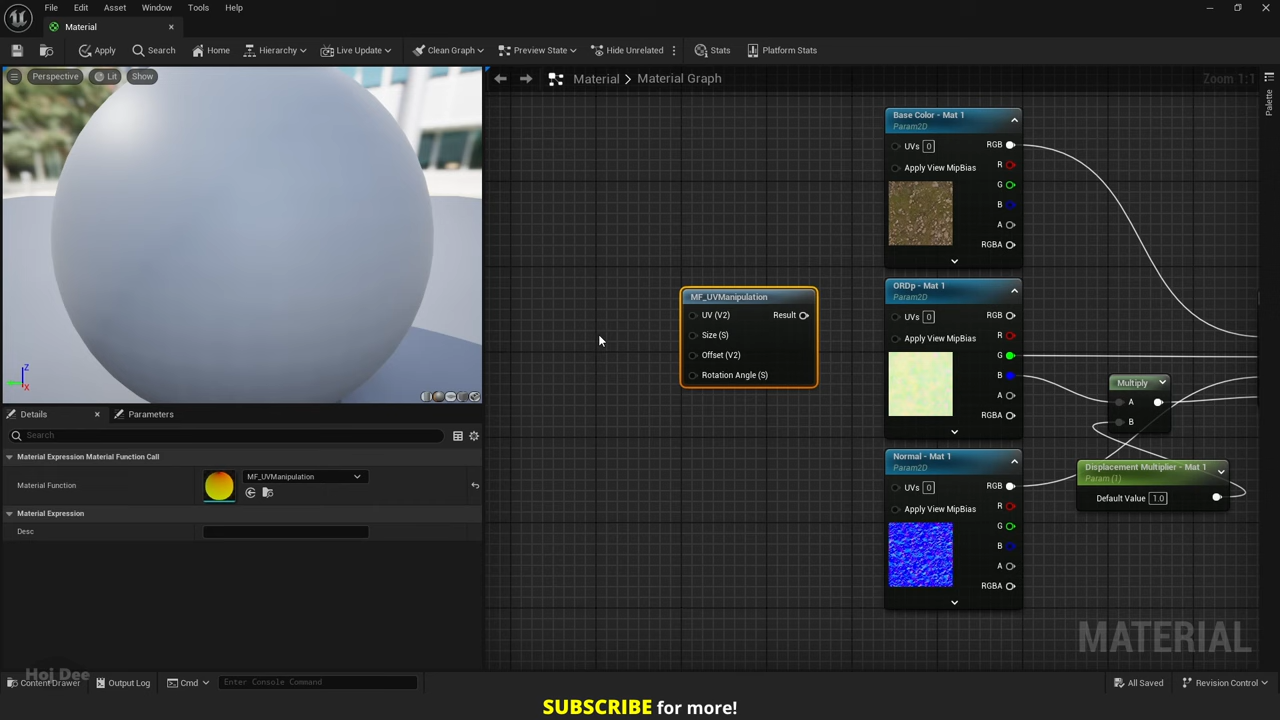 File Edit Asset Window Tools Help
Material
Apply Search Home Hierarchy Live Update Clean Graph Preview State Hide Unrelated Stats Platform Stats
Perspective Lit Show
Material Material Graph Zoom 1:1
Palette
Z
X
Details Parameters
Search
Material Expression Material Function Call
Material Function MF_UVManipulation
Material Expression
Desc
MF_UVManipulation
UV (V2) Result
Size (S)
Offset (V2)
Rotation Angle (S)
Base Color - Mat 1
Param2D
UVs 0 RGB
Apply View MipBias R
G
B
A
RGBA
ORDp - Mat 1
Param2D
UVs 0 RGB
Apply View MipBias R
G
B
A
RGBA
Normal - Mat 1
Param2D
UVs 0 RGB
Apply View MipBias R
G
B
A
RGBA
Multiply
A
B
Displacement Multiplier - Mat 1
Param (1)
Default Value 1.0
MATERIAL
Hoi Dee
Content Drawer Output Log Cmd Enter Console Command All Saved Revision Control
SUBSCRIBE for more!